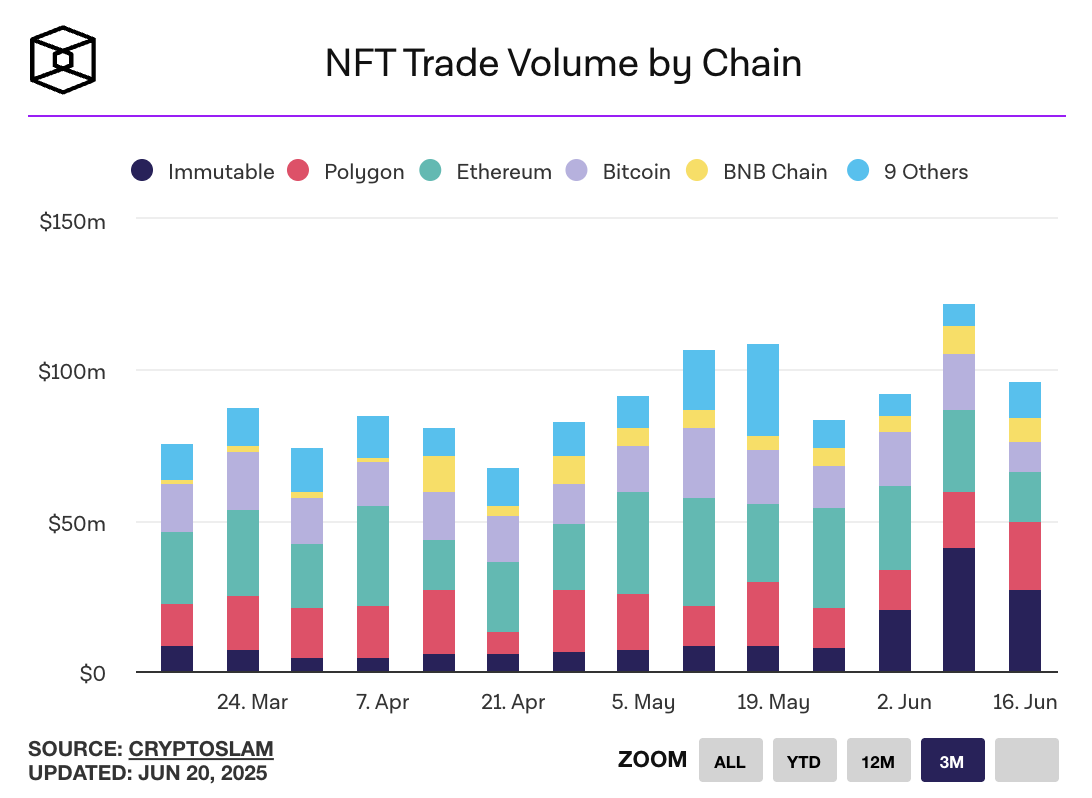 NFT Trade Volume by Chain
Immutable Polygon Ethereum Bitcoin BNB Chain 9 Others
$150m
$100m
$50m
$0
24. Mar 7. Apr 21. Apr 5. May 19. May 2. Jun 16. Jun
SOURCE: CRYPTOSLAM
UPDATED: JUN 20, 2025
ZOOM ALL YTD 12M 3M